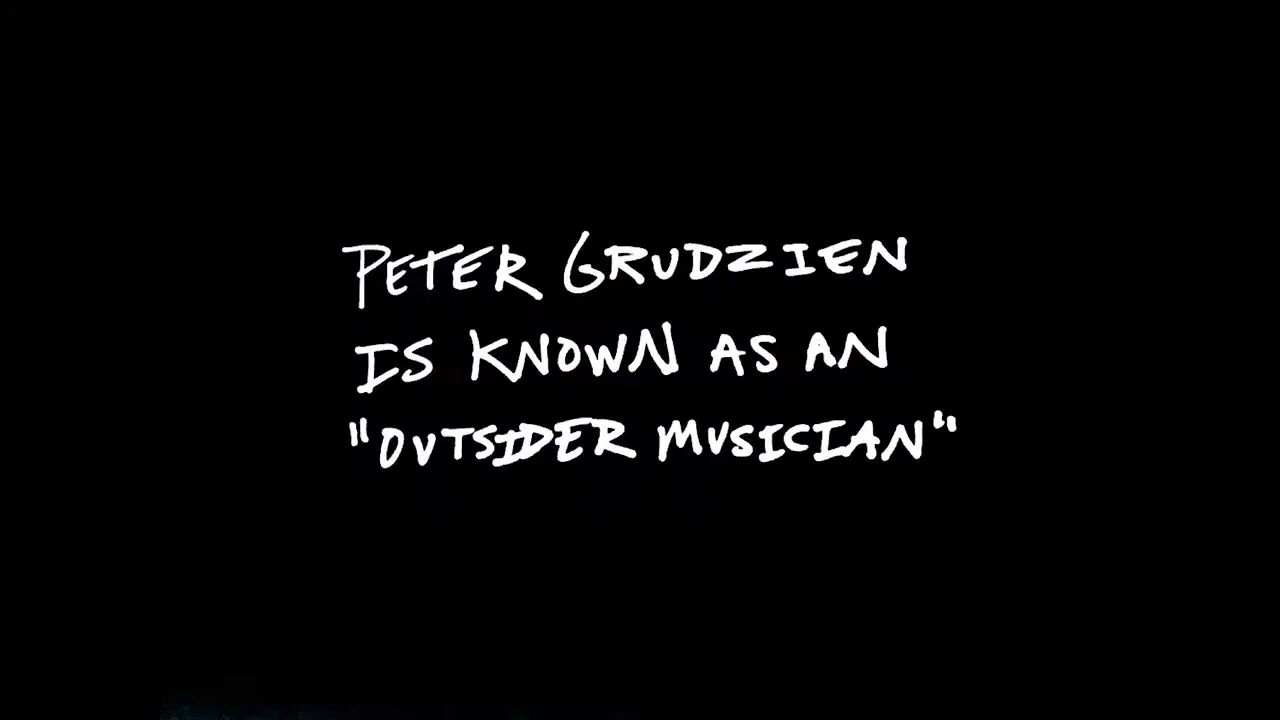 PETER GRUDZIEN
IS KNOWN AS AN
"OUTSIDER MUSICIAN"